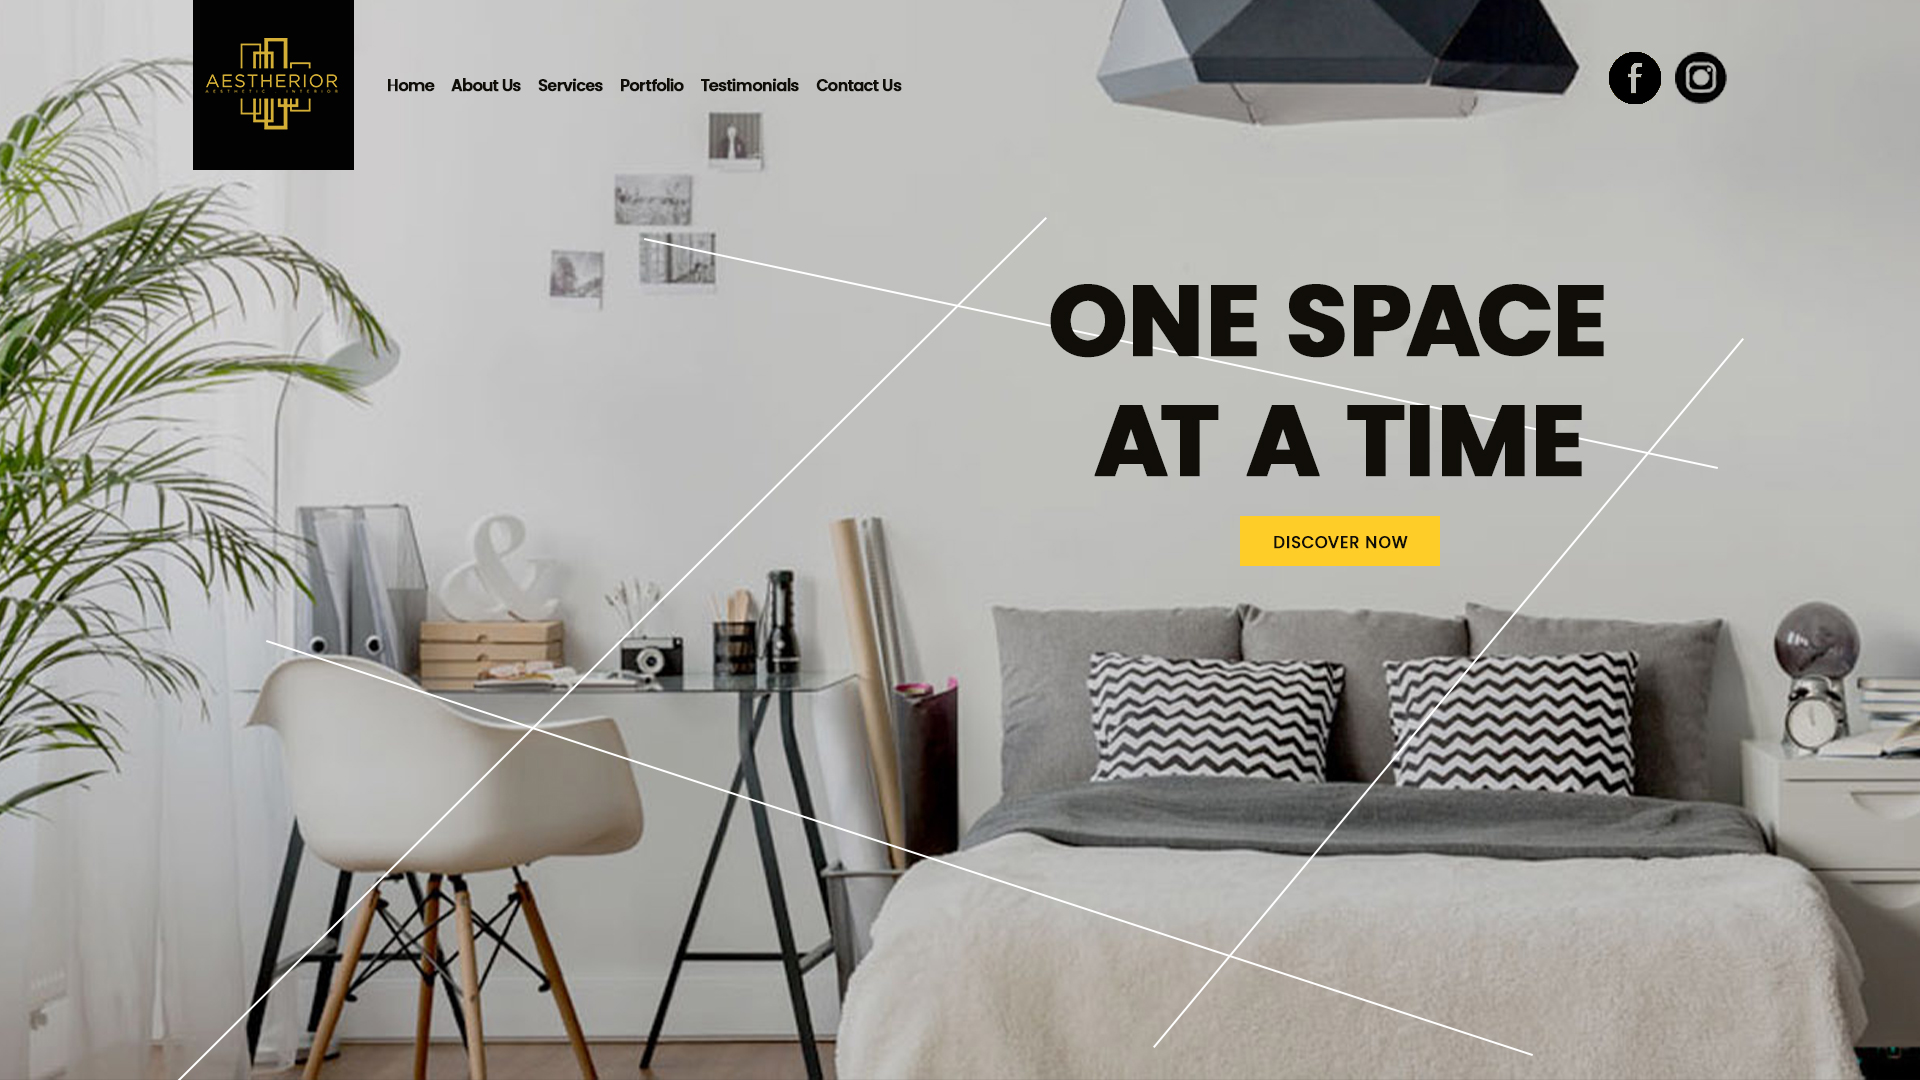 AESTHERIOR
AESTHETIC INTERIOR
Home About Us Services Portfolio Testimonials Contact Us
f
ONE SPACE
AT A TIME
DISCOVER NOW
&